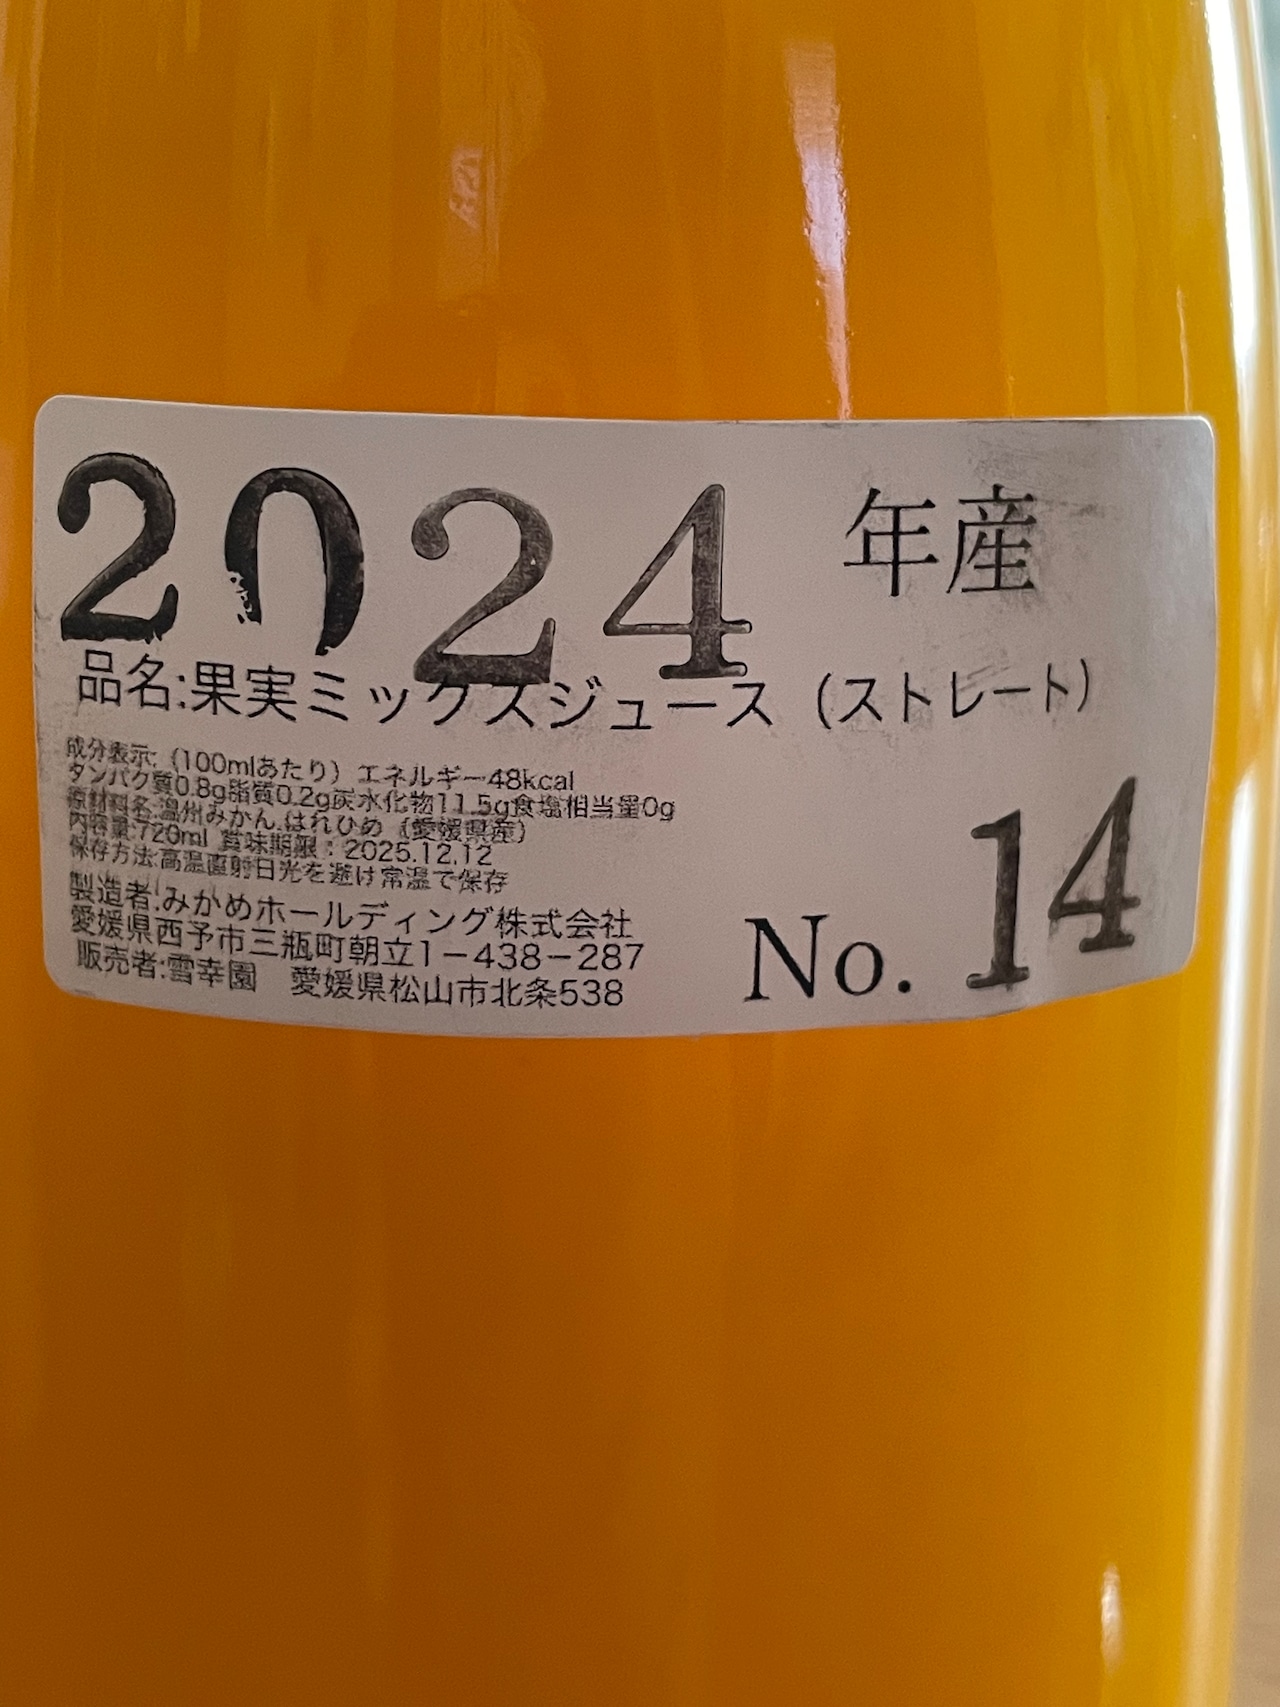 2024 年産
品名:果実ミックスジュース（ストレート）
成分表示:（100mlあたり）エネルギー48kcal
タンパク質0.8g脂質0.2g炭水化物11.5g食塩相当量0g
原材料名:温州みかん,はれひめ（愛媛県産）
内容量:720ml 賞味期限：2025.12.12
保存方法:高温直射日光を避け常温で保存
製造者:みかめホールディング株式会社
愛媛県西予市三瓶町朝立1－438－287
販売者:雪幸園　愛媛県松山市北条538
No. 14